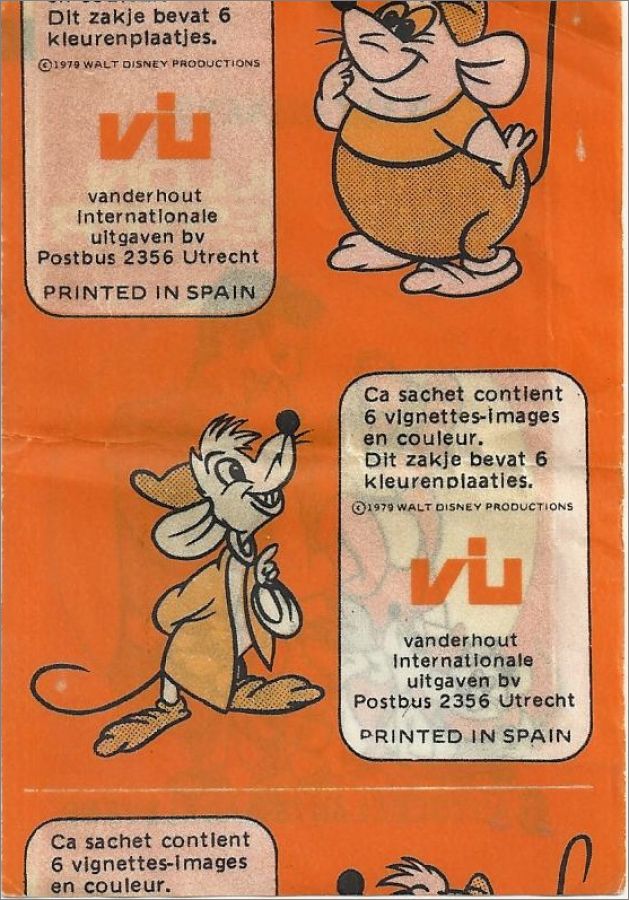 Dit zakje bevat 6
kleurenplaatjes.
©1979 WALT DISNEY PRODUCTIONS
viu
vanderhout
Internationale
uitgaven bv
Postbus 2356 Utrecht
PRINTED IN SPAIN
Ca sachet contient
6 vignettes-images
en couleur.
Dit zakje bevat 6
kleurenplaatjes.
©1979 WALT DISNEY PRODUCTIONS
viu
vanderhout
Internationale
uitgaven bv
Postbus 2356 Utrecht
PRINTED IN SPAIN
Ca sachet contient
6 vignettes-images
en couleur.